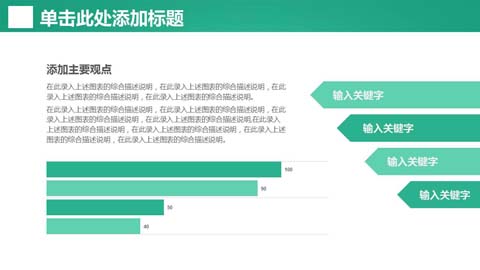 单击此处添加标题
添加主要观点
在此录入上述图表的综合描述说明，在此录入上述图表的综合描述说明，在此
录入上述图表的综合描述说明，在此录入上述图表的综合描述说明。
在此录入上述图表的综合描述说明，在此录入上述图表的综合描述说明，在此
录入上述图表的综合描述说明，在此录入上述图表的综合描述说明,在此录入
上述图表的综合描述说明，在此录入上述图表的综合描述说明，在此录入上述
图表的综合描述说明，在此录入上述图表的综合描述说明。
输入关键字
输入关键字
输入关键字
输入关键字
100
90
50
40